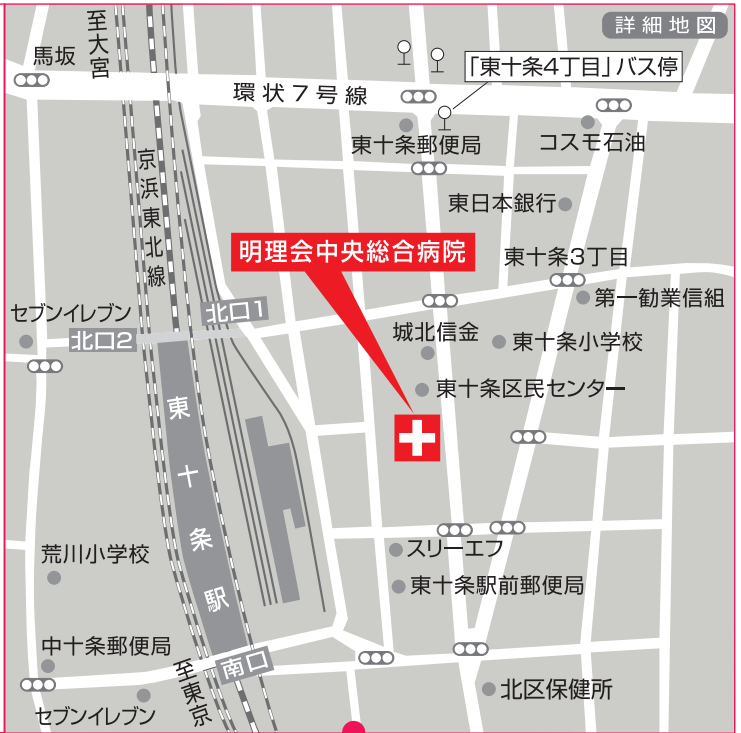 詳細地図
至大宮
馬坂
「東十条4丁目」バス停
環状7号線
東十条郵便局
コスモ石油
京浜東北線
東日本銀行
明理会中央総合病院
東十条3丁目
第一勧業信組
セブンイレブン
北口1
北口2
城北信金
東十条小学校
東十条区民センター
東十条駅
スリーエフ
荒川小学校
東十条駅前郵便局
中十条郵便局
南口
至東京
北区保健所
セブンイレブン